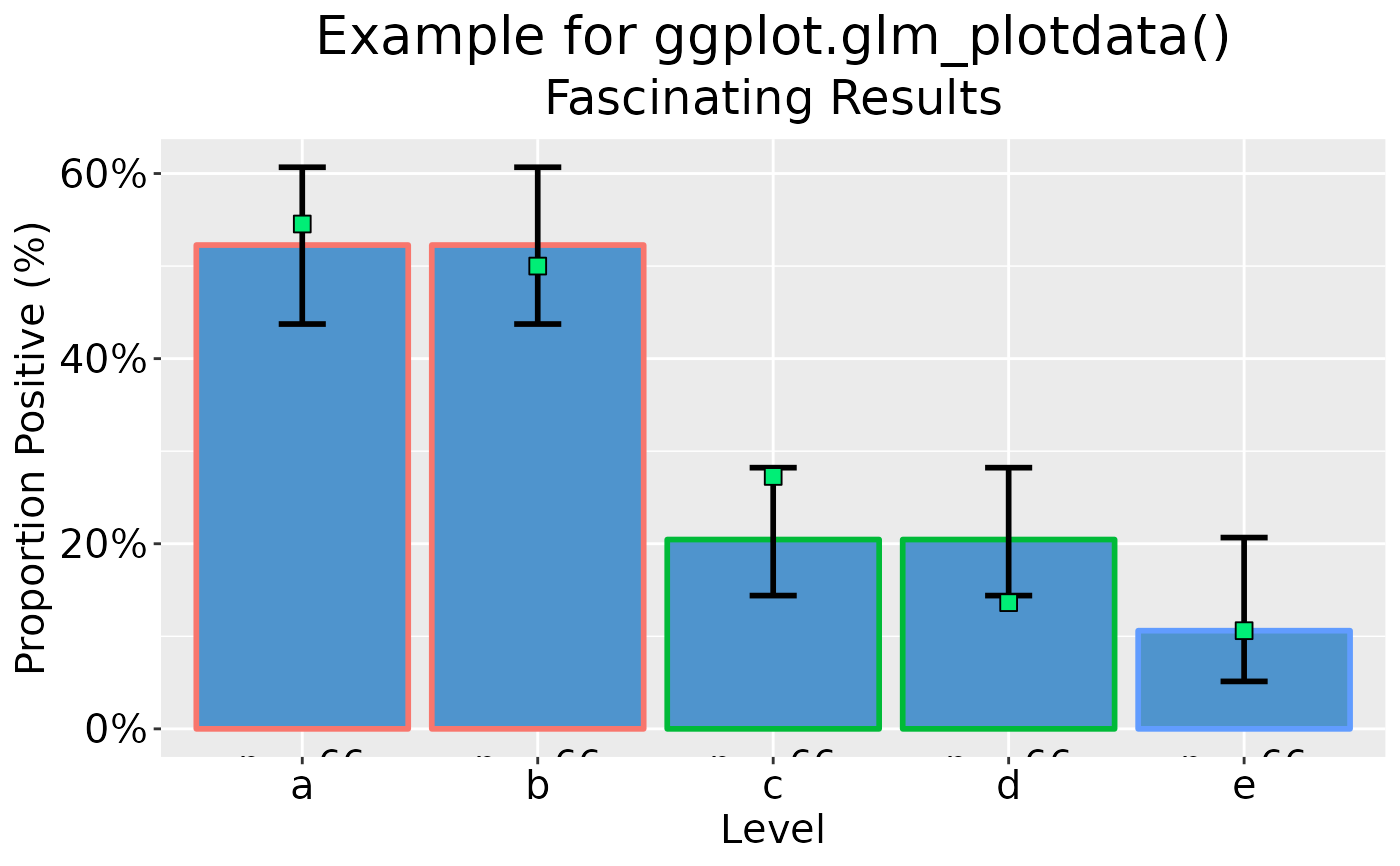 Example for ggplot.glm_plotdata()
Fascinating Results
Proportion Positive (%)
60%
40%
20%
0%
a b c d e
Level